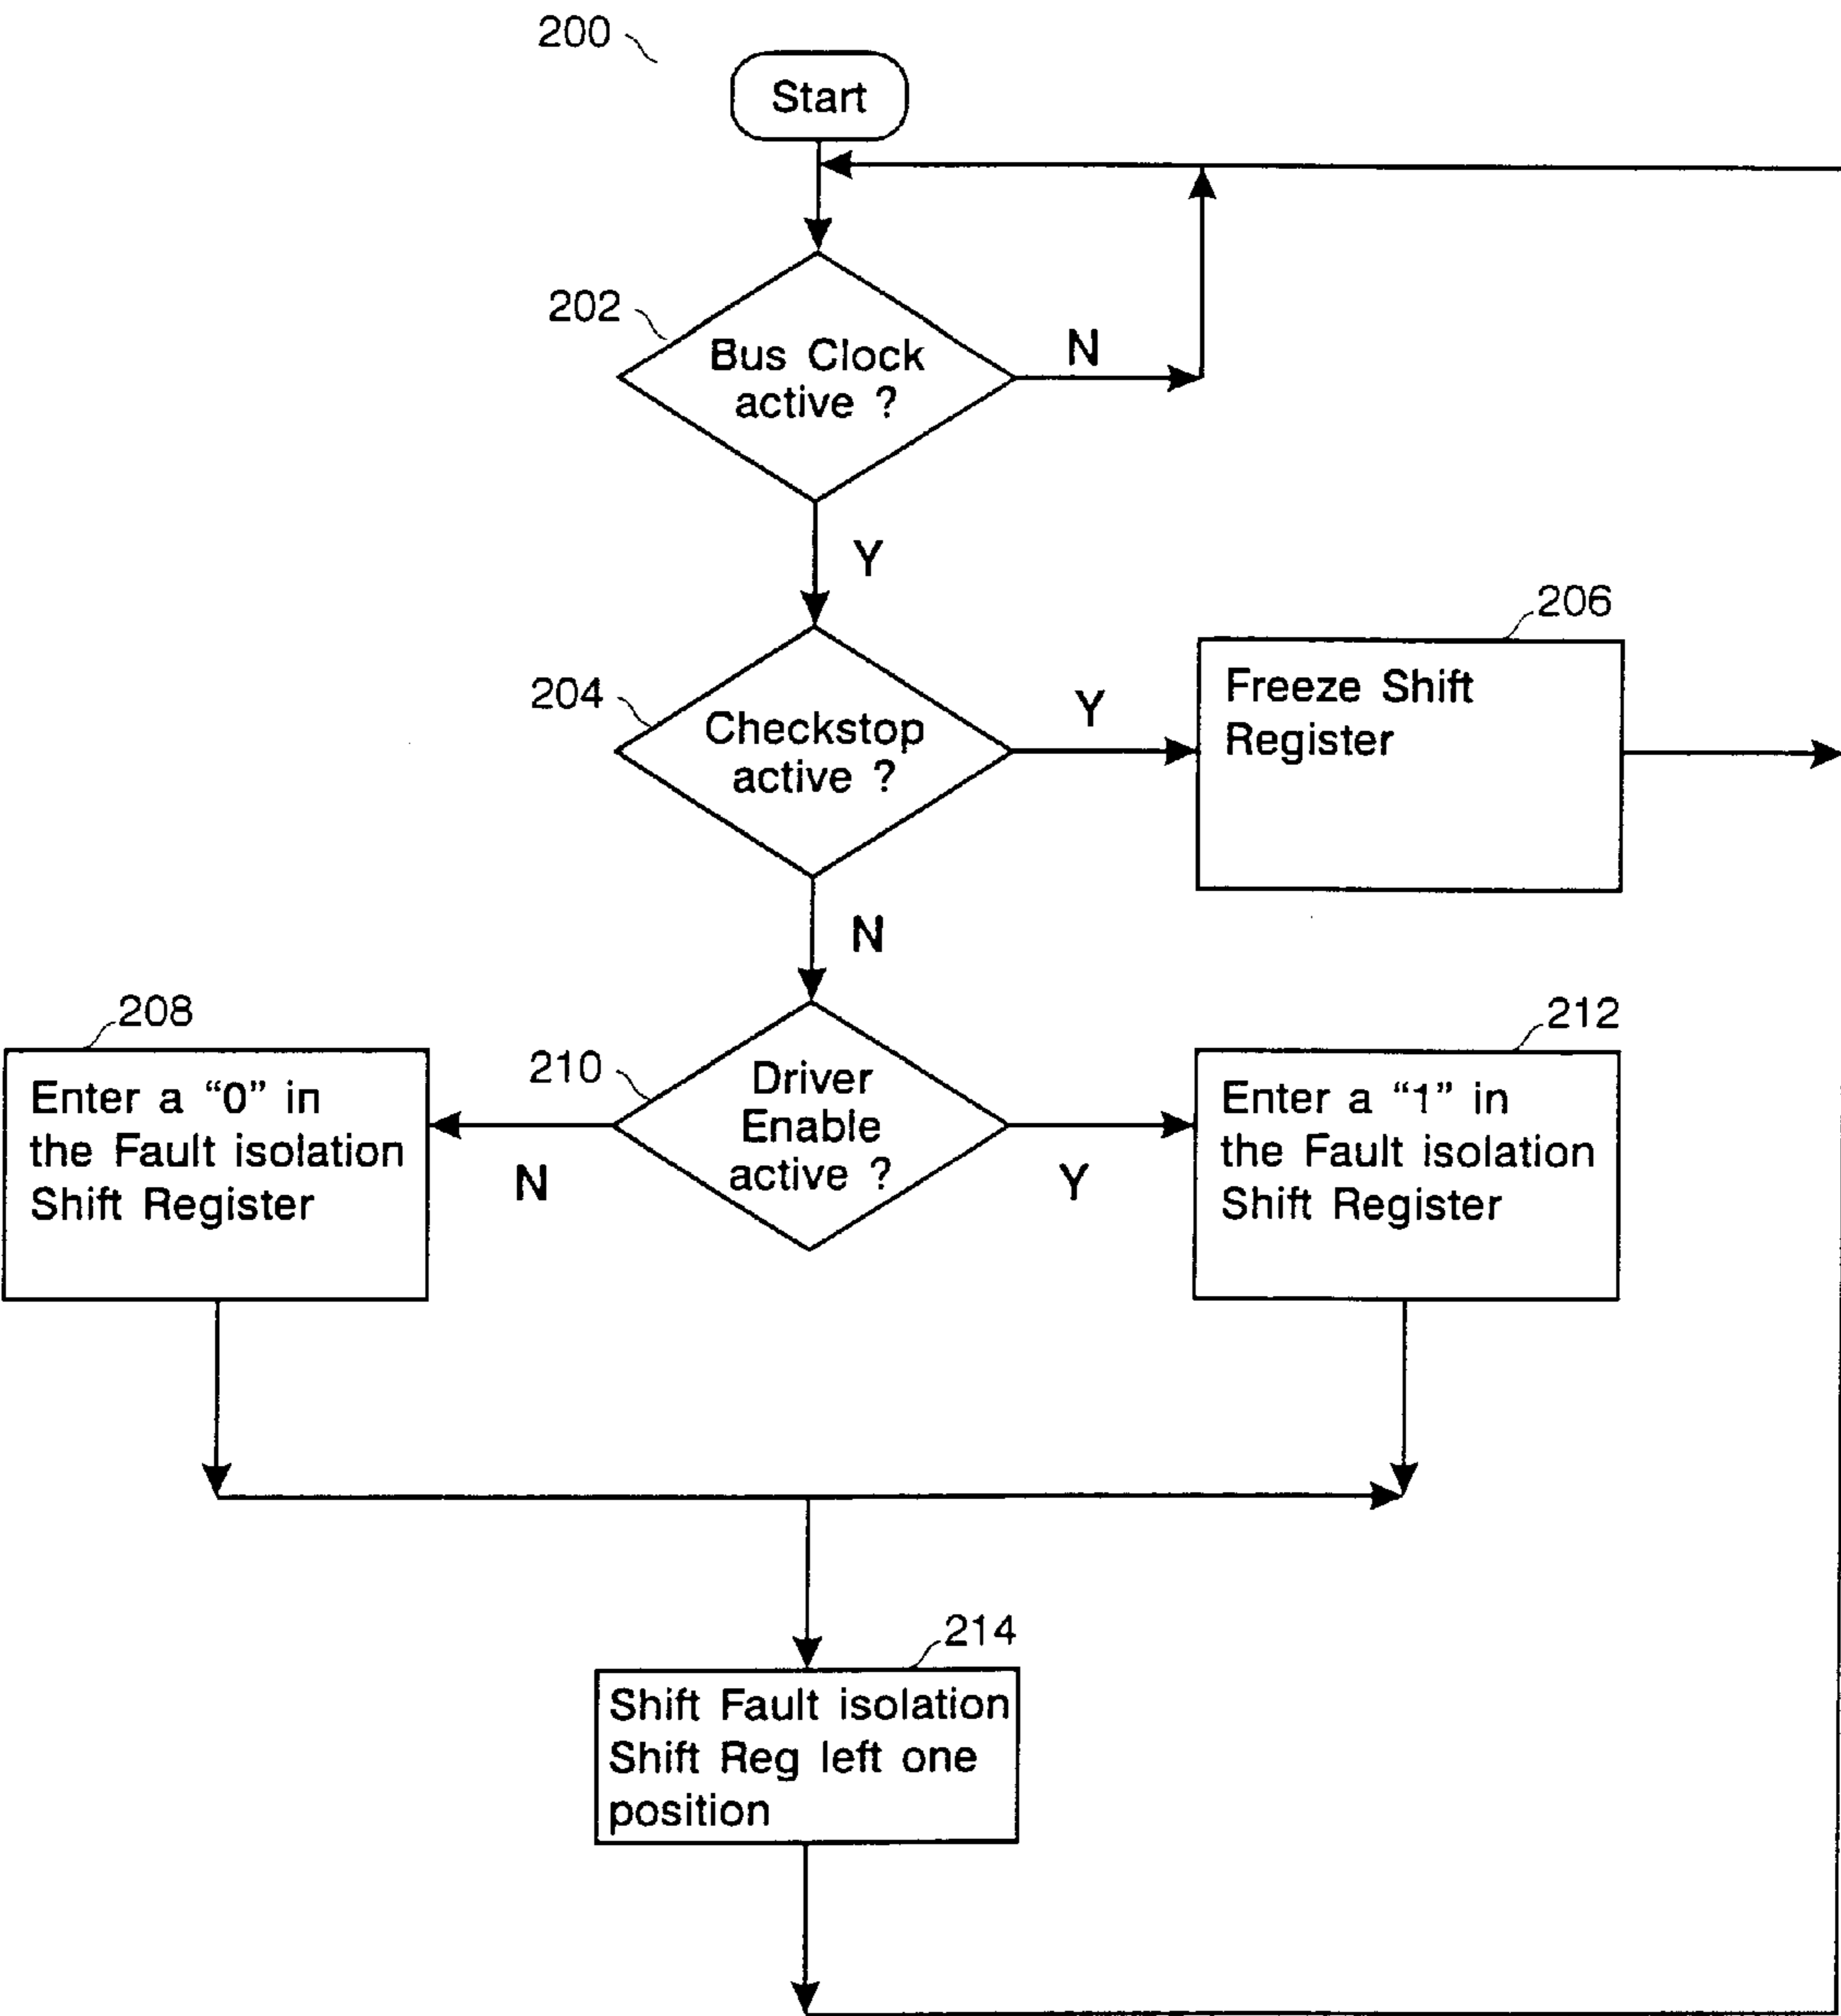 200
Start
202
Bus Clock
active ?
N
Y
204
Checkstop
active ?
Y
206
Freeze Shift
Register
N
208
Enter a “0” in
the Fault isolation
Shift Register
210
Driver
Enable
active ?
N
Y
212
Enter a “1” in
the Fault isolation
Shift Register
214
Shift Fault isolation
Shift Reg left one
position